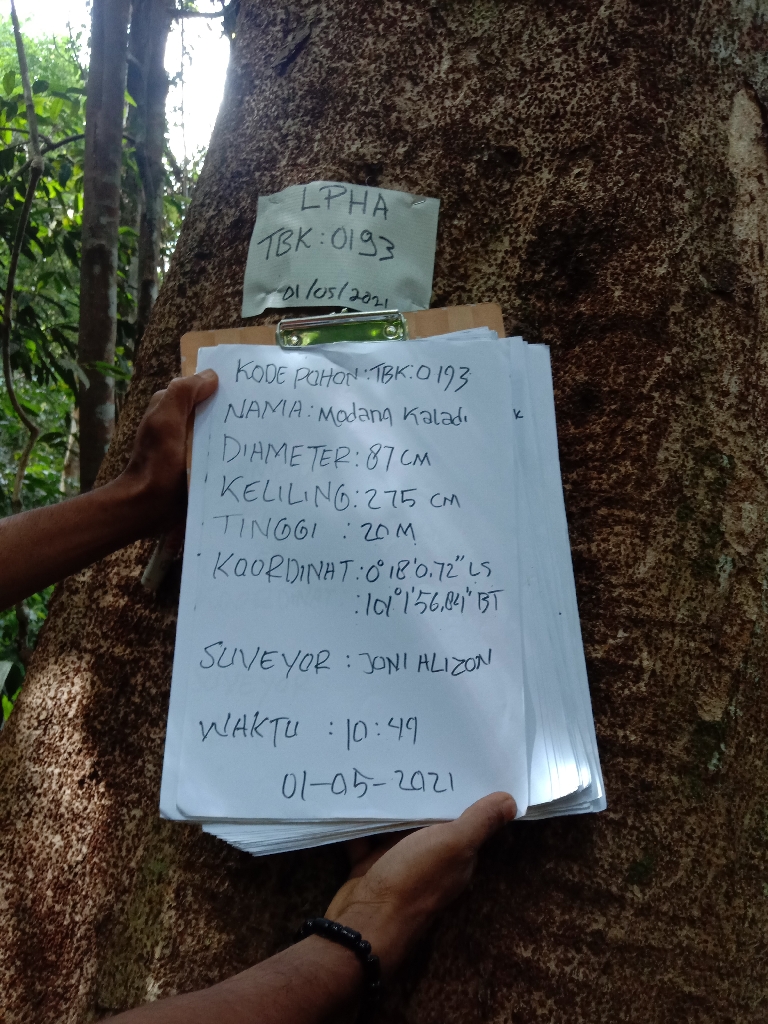 LPHA
TBK:0193
01/05/2021
KODE POHON:TBK:0193
NAMA: Modang Kaladi
DIAMETER: 87 CM
KELILING: 275 CM
TINGGI : 20 M
KOORDINAT: 0°18'0,72" LS
: 101°1'56,84" BT
SUVEYOR : JONI ALIZON
WAKTU : 10:49
01-05-2021